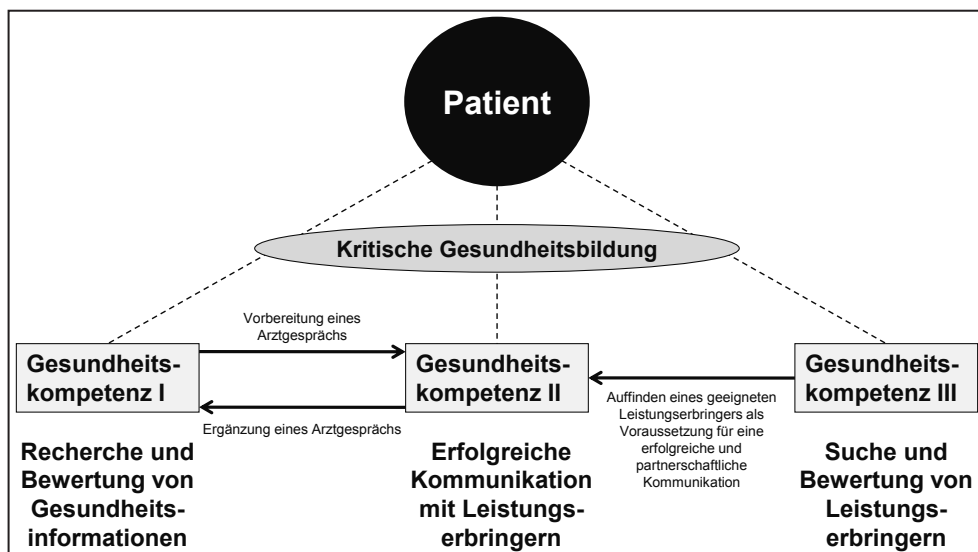 Patient
Kritische Gesundheitsbildung
Vorbereitung eines
Arztgesprächs
Gesundheits-
kompetenz I
Gesundheits-
kompetenz II
Gesundheits-
kompetenz III
Ergänzung eines Arztgesprächs
Auffinden eines geeigneten
Leistungserbringers als
Voraussetzung für eine
erfolgreiche und
partnerschaftliche
Kommunikation
Recherche und
Bewertung von
Gesundheits-
informationen
Erfolgreiche
Kommunikation
mit Leistungs-
erbringern
Suche und
Bewertung von
Leistungs-
erbringern